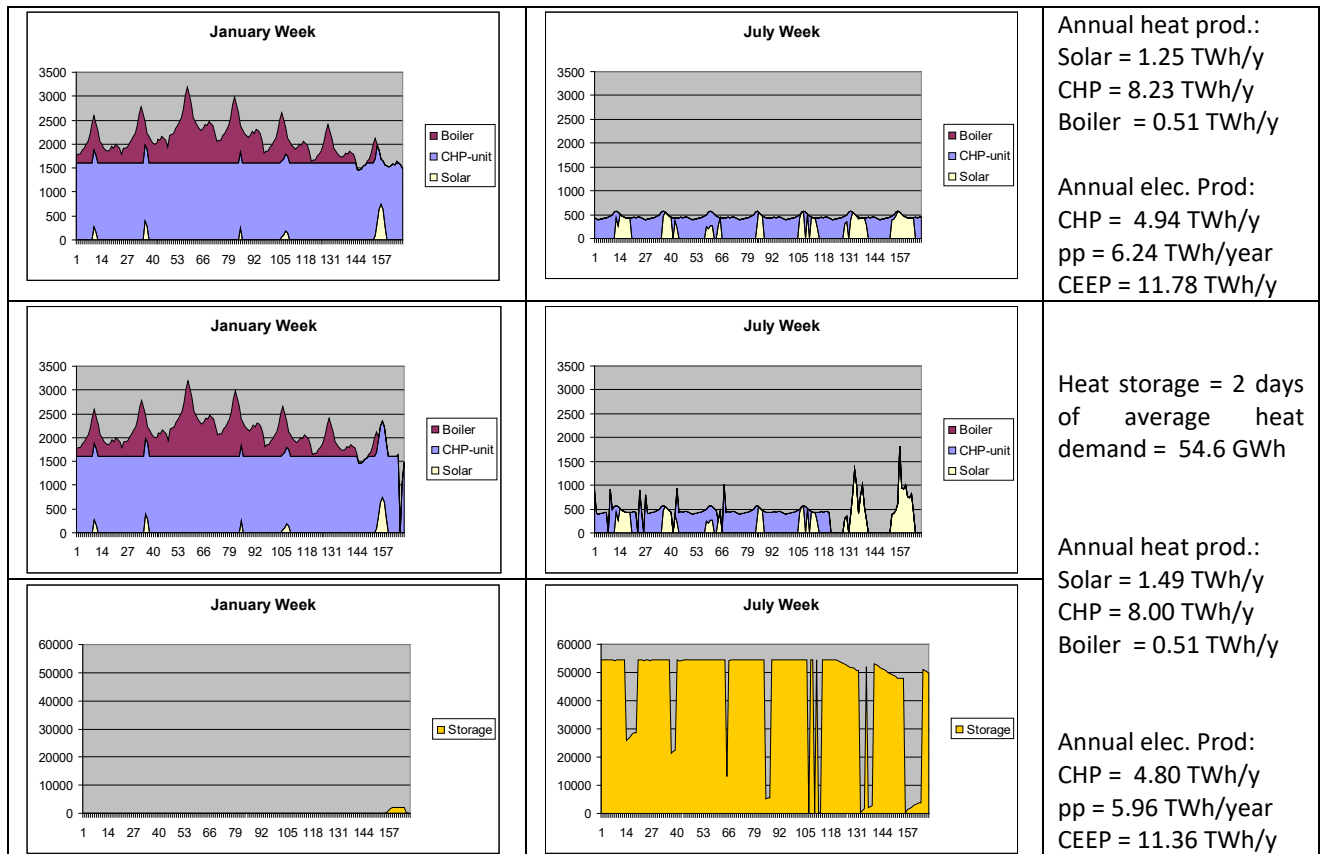 January Week
3500
3000
2500
2000
1500
1000
500
0
1 14 27 40 53 66 79 92 105 118 131 144 157
Boiler
CHP-unit
Solar
July Week
3500
3000
2500
2000
1500
1000
500
0
1 14 27 40 53 66 79 92 105 118 131 144 157
Boiler
CHP-unit
Solar
Annual heat prod.:
Solar = 1.25 TWh/y
CHP = 8.23 TWh/y
Boiler = 0.51 TWh/y
Annual elec. Prod:
CHP = 4.94 TWh/y
pp = 6.24 TWh/year
CEEP = 11.78 TWh/y
January Week
3500
3000
2500
2000
1500
1000
500
0
1 14 27 40 53 66 79 92 105 118 131 144 157
Boiler
CHP-unit
Solar
July Week
3500
3000
2500
2000
1500
1000
500
0
1 14 27 40 53 66 79 92 105 118 131 144 157
Boiler
CHP-unit
Solar
January Week
60000
50000
40000
30000
20000
10000
0
1 14 27 40 53 66 79 92 105 118 131 144 157
Storage
July Week
60000
50000
40000
30000
20000
10000
0
1 14 27 40 53 66 79 92 105 118 131 144 157
Storage
Heat storage = 2 days
of average heat
demand = 54.6 GWh
Annual heat prod.:
Solar = 1.49 TWh/y
CHP = 8.00 TWh/y
Boiler = 0.51 TWh/y
Annual elec. Prod:
CHP = 4.80 TWh/y
pp = 5.96 TWh/year
CEEP = 11.36 TWh/y